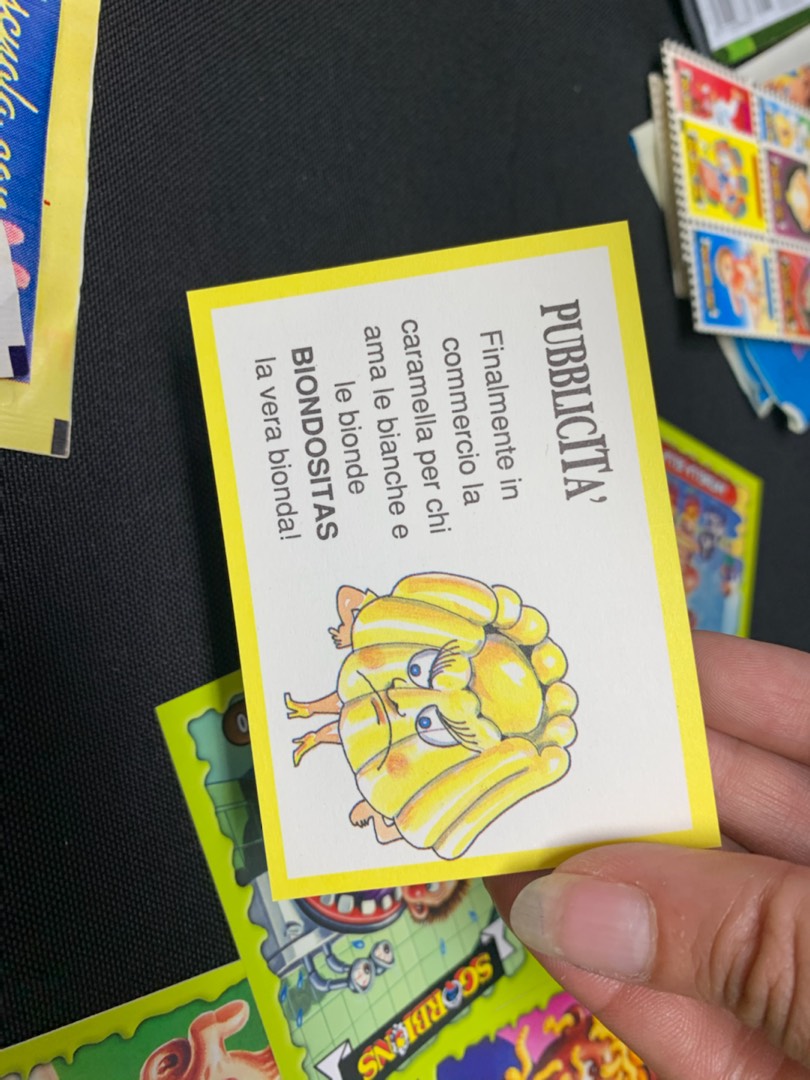 PUBBLICITA'
Finalmente in
commercio la
caramella per chi
ama le bianche e
le bionde
BIONDOSITAS
la vera bionda!
SGORBIONS